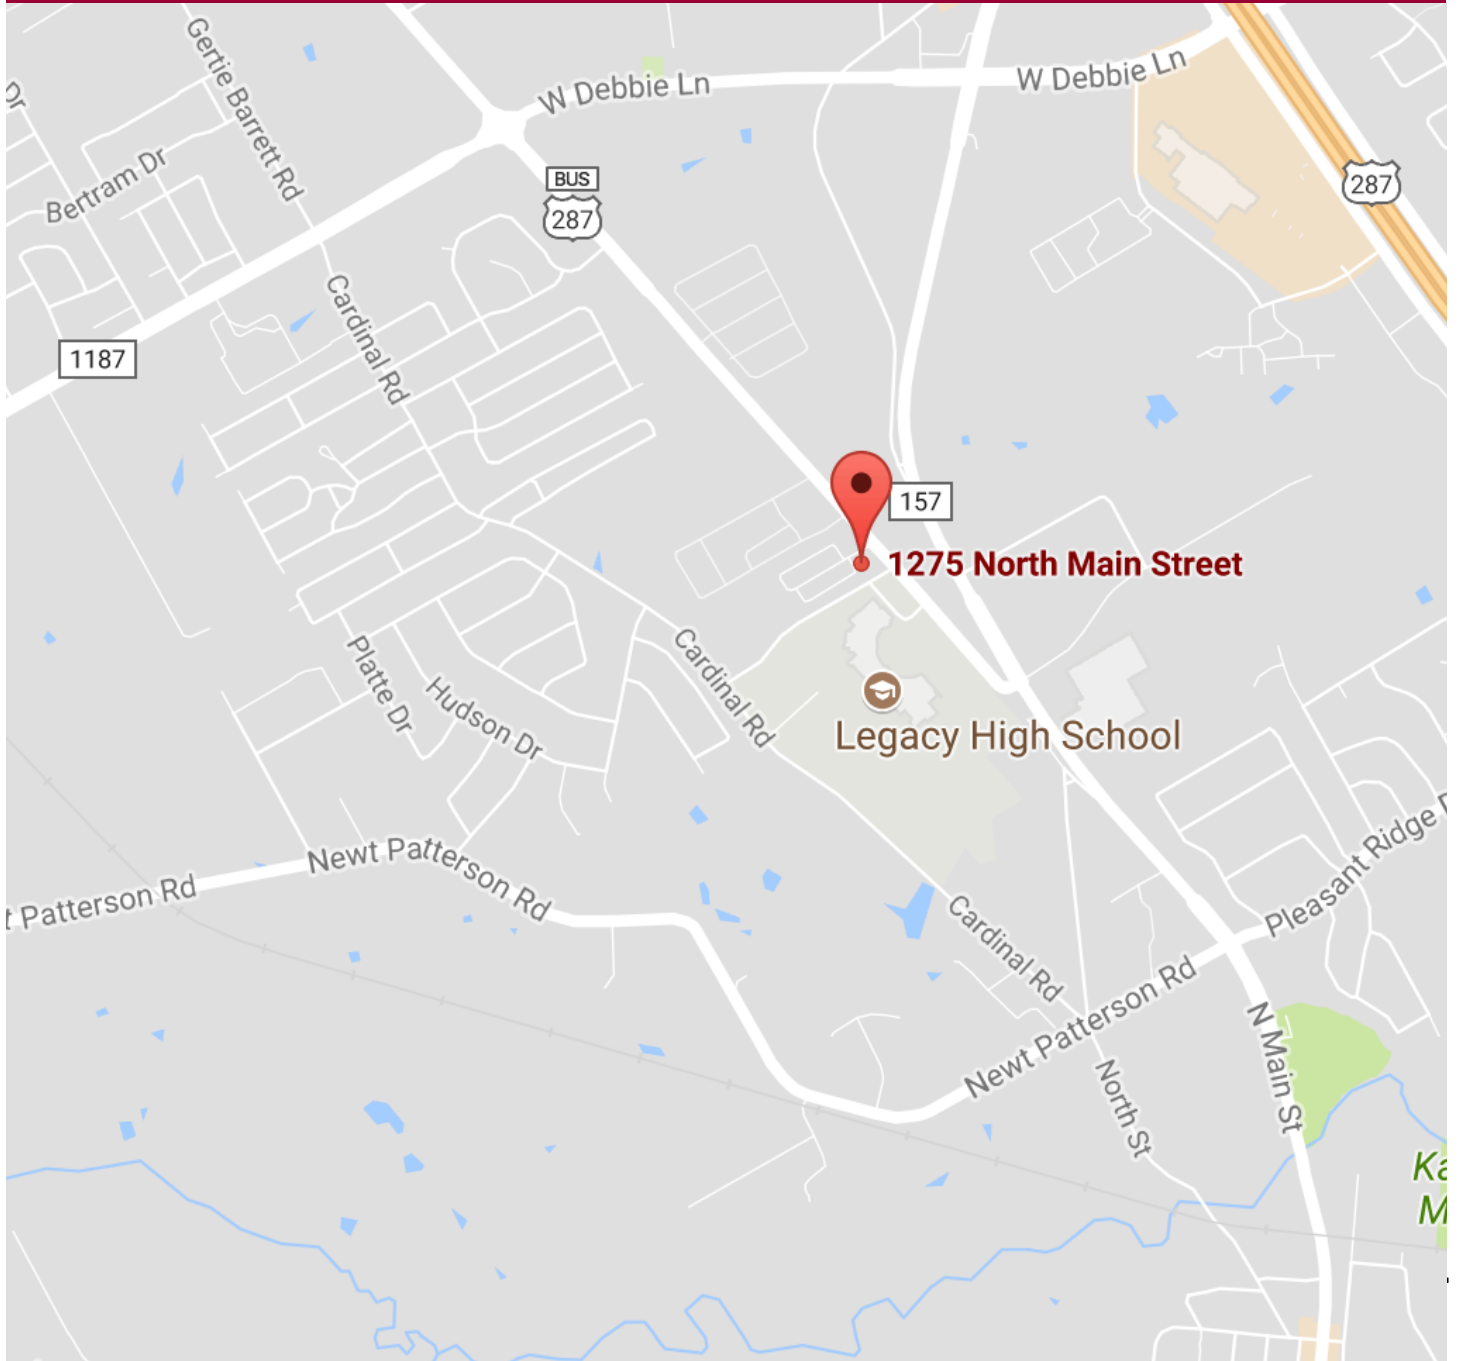 Gertie Barrett Rd
Dr
W Debbie Ln
W Debbie Ln
Bertram Dr
BUS
287
287
Cardinal Rd
1187
157
1275 North Main Street
Platte Dr
Hudson Dr
Cardinal Rd
Legacy High School
Newt Patterson Rd
t Patterson Rd
Pleasant Ridge
Cardinal Rd
Newt Patterson Rd
N Main St
North St
Ka
M